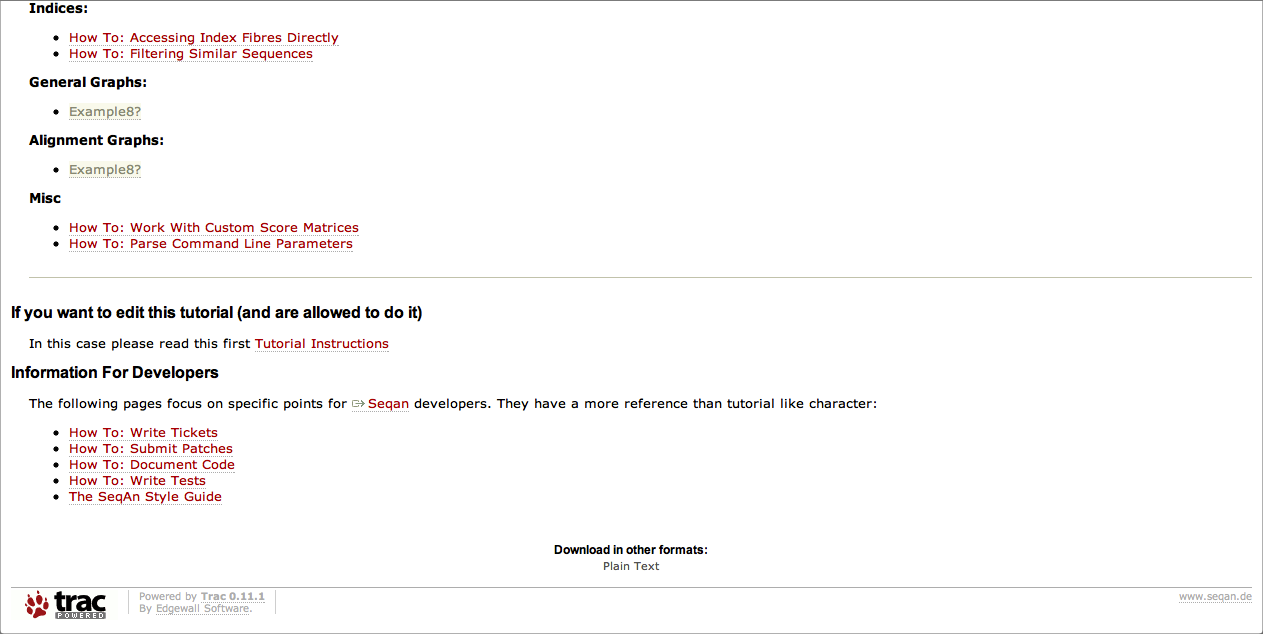 Indices:
How To: Accessing Index Fibres Directly
How To: Filtering Similar Sequences
General Graphs:
Example8?
Alignment Graphs:
Example8?
Misc
How To: Work With Custom Score Matrices
How To: Parse Command Line Parameters
If you want to edit this tutorial (and are allowed to do it)
In this case please read this first Tutorial Instructions
Information For Developers
The following pages focus on specific points for Seqan developers. They have a more reference than tutorial like character:
How To: Write Tickets
How To: Submit Patches
How To: Document Code
How To: Write Tests
The SeqAn Style Guide
Download in other formats:
Plain Text
trac
POWERED
Powered by Trac 0.11.1
By Edgewall Software.
www.seqan.de